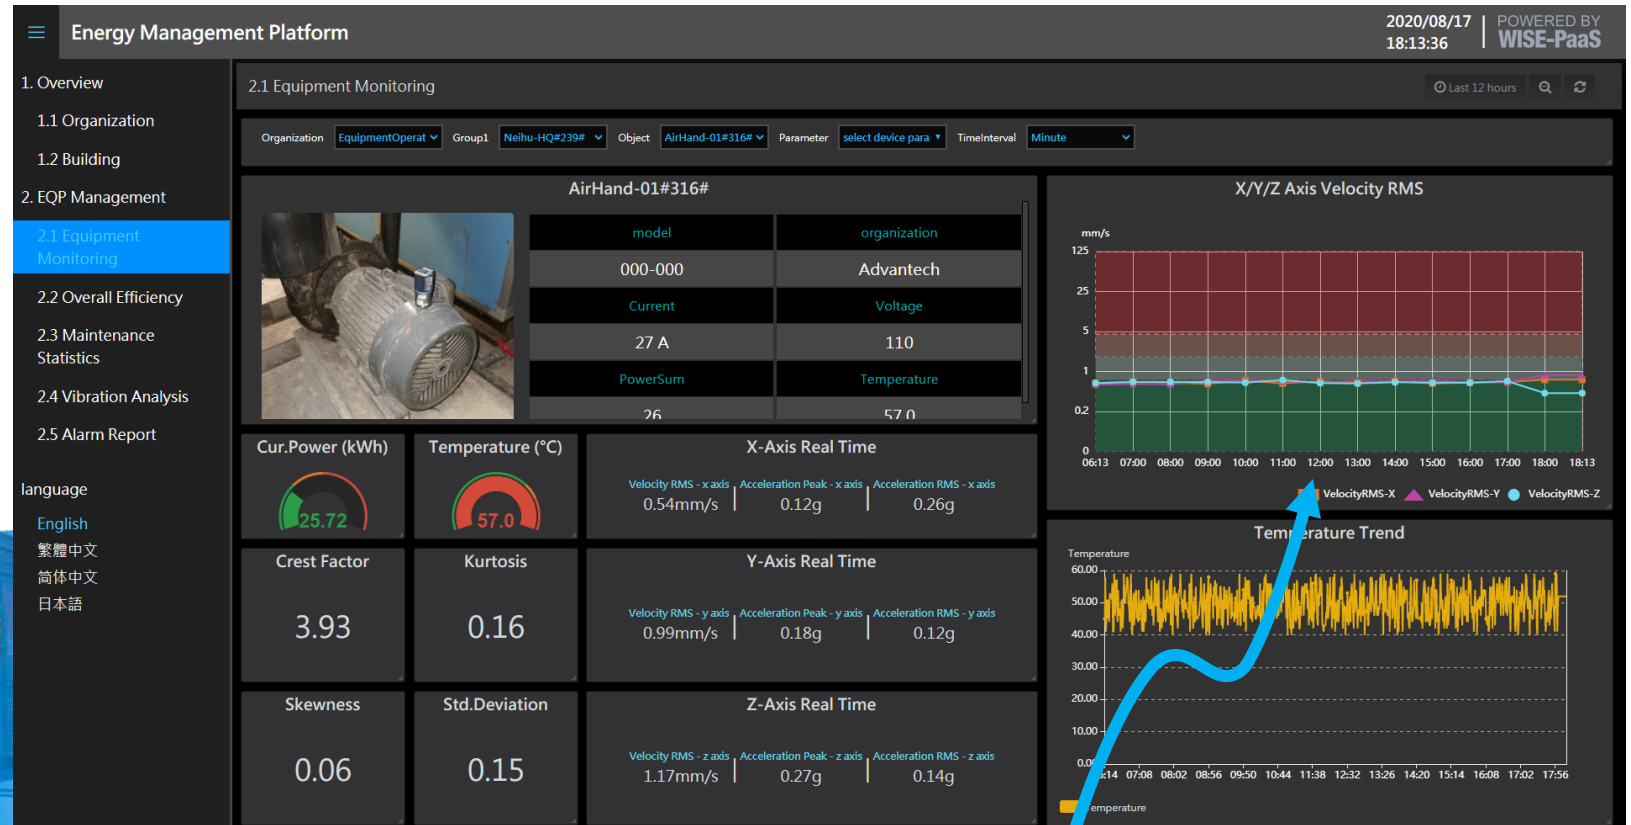 Energy Management Platform
2020/08/17
18:13:36
POWERED BY
WISE-PaaS
1. Overview
1.1 Organization
1.2 Building
2. EQP Management
2.1 Equipment
Monitoring
2.2 Overall Efficiency
2.3 Maintenance
Statistics
2.4 Vibration Analysis
2.5 Alarm Report
language
English
繁體中文
简体中文
日本語
2.1 Equipment Monitoring
Last 12 hours
Organization EquipmentOperat Group1 Neihu-HQ#239# Object AirHand-01#316# Parameter select device para TimeInterval Minute
AirHand-01#316#
model organization
000-000 Advantech
Current Voltage
27 A 110
PowerSum Temperature
26 57.0
X/Y/Z Axis Velocity RMS
mm/s
125
25
5
1
0.2
0
06:13 07:00 08:00 09:00 10:00 11:00 12:00 13:00 14:00 15:00 16:00 17:00 18:00 18:13
VelocityRMS-X VelocityRMS-Y VelocityRMS-Z
Cur.Power (kWh)
25.72
Temperature (°C)
57.0
X-Axis Real Time
Velocity RMS - x axis Acceleration Peak - x axis Acceleration RMS - x axis
0.54mm/s 0.12g 0.26g
Crest Factor
3.93
Kurtosis
0.16
Y-Axis Real Time
Velocity RMS - y axis Acceleration Peak - y axis Acceleration RMS - y axis
0.99mm/s 0.18g 0.12g
Skewness
0.06
Std.Deviation
0.15
Z-Axis Real Time
Velocity RMS - z axis Acceleration Peak - z axis Acceleration RMS - z axis
1.17mm/s 0.27g 0.14g
Temperature Trend
Temperature
60.00
50.00
40.00
30.00
20.00
10.00
0.00
:14 07:08 08:02 08:56 09:50 10:44 11:38 12:32 13:26 14:20 15:14 16:08 17:02 17:56
emperature